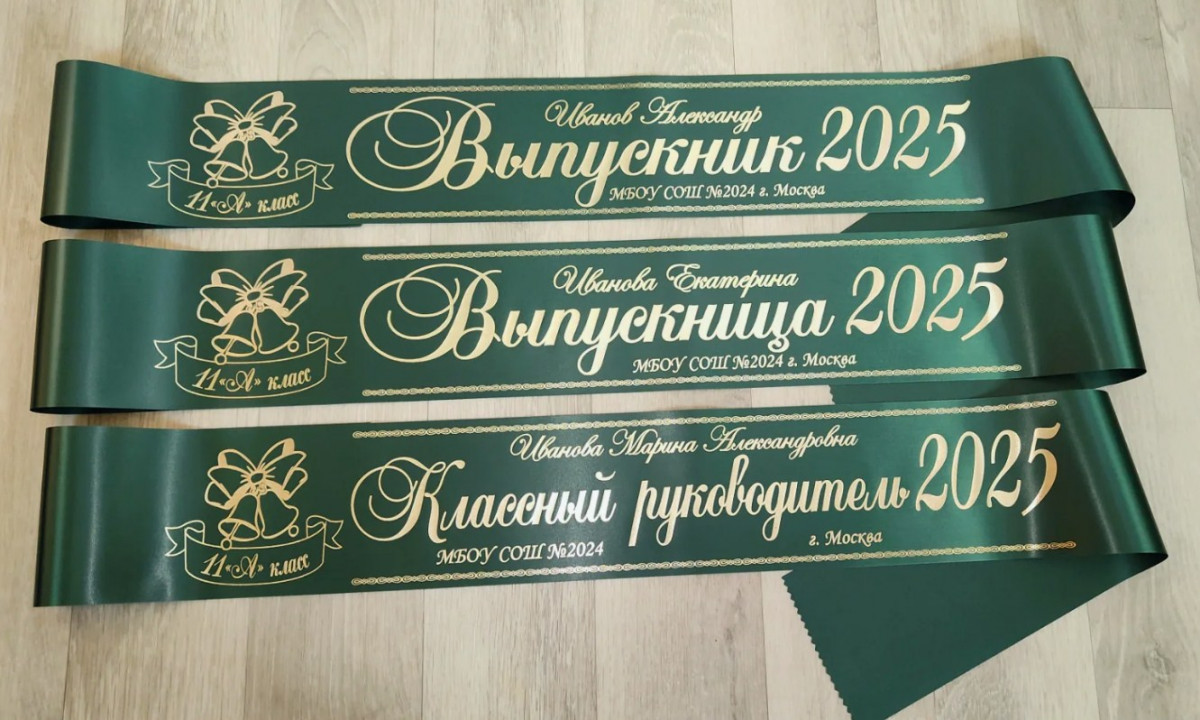 Иванов Александр
Выпускник 2025
МБОУ СОШ №2024 г. Москва
11 «А» класс
Иванова Екатерина
Выпускница 2025
МБОУ СОШ №2024 г. Москва
11 «А» класс
Иванова Марина Александровна
Классный руководитель 2025
МБОУ СОШ №2024 г. Москва
11 «А» класс